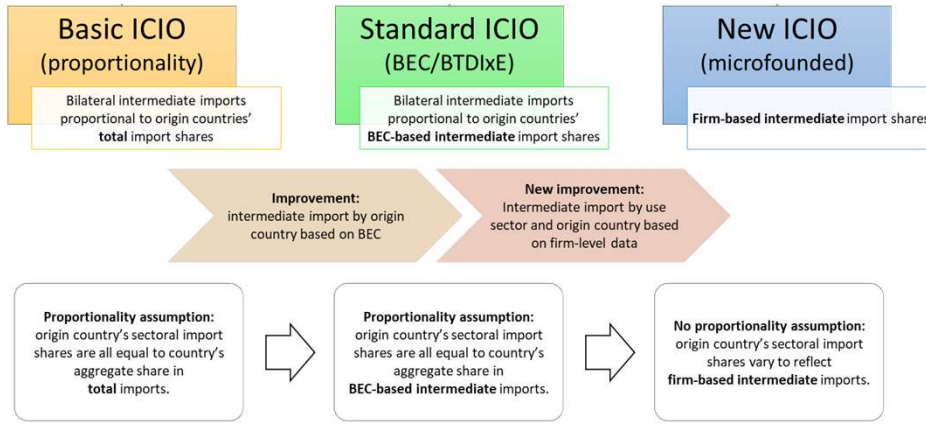 Basic ICIO
(proportionality)
Bilateral intermediate imports
proportional to origin countries'
total import shares
Standard ICIO
(BEC/BTDIxE)
Bilateral intermediate imports
proportional to origin countries'
BEC-based intermediate import shares
New ICIO
(microfounded)
Firm-based intermediate import shares
Improvement:
intermediate import by origin
country based on BEC
New improvement:
Intermediate import by use
sector and origin country based
on firm-level data
Proportionality assumption:
origin country's sectoral import
shares are all equal to country's
aggregate share in
total imports.
Proportionality assumption:
origin country's sectoral import
shares are all equal to country's
aggregate share in
BEC-based intermediate imports.
No proportionality assumption:
origin country's sectoral import
shares vary to reflect
firm-based intermediate imports.